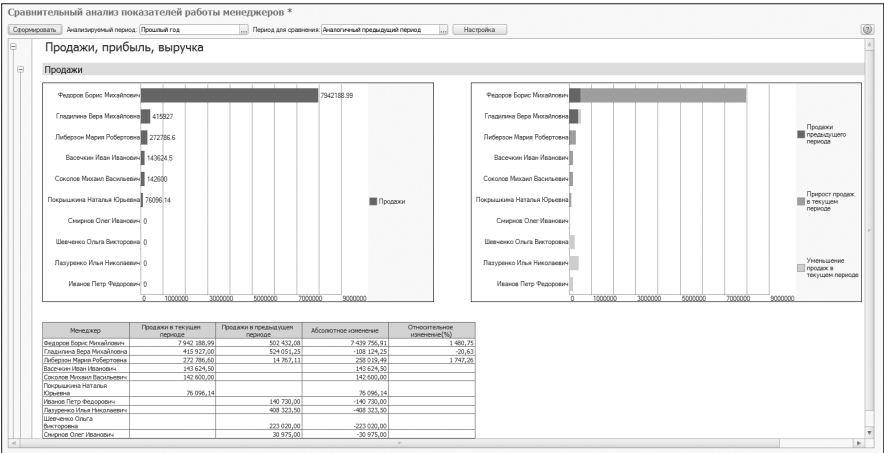 Сравнительный анализ показателей работы менеджеров *
Сформировать Анализируемый период: Прошлый год ... Период для сравнения: Аналогичный предыдущий период ... Настройка
Продажи, прибыль, выручка
Продажи
Федоров Борис Михайлович 7942188.99
Гладилина Вера Михайловна 415927
Либерзон Мария Робертовна 272786.6
Васечкин Иван Иванович 143624.5
Соколов Михаил Васильевич 142600
Покрышкина Наталья Юрьевна 76096.14
Смирнов Олег Иванович 0
Шевченко Ольга Викторовна 0
Лазуренко Илья Николаевич 0
Иванов Петр Федорович 0
0 1000000 3000000 5000000 7000000 9000000
Продажи
Федоров Борис Михайлович
Гладилина Вера Михайловна
Либерзон Мария Робертовна
Васечкин Иван Иванович
Соколов Михаил Васильевич
Покрышкина Наталья Юрьевна
Смирнов Олег Иванович
Шевченко Ольга Викторовна
Лазуренко Илья Николаевич
Иванов Петр Федорович
0 1000000 3000000 5000000 7000000 9000000
Продажи
предыдущего
периода
Прирост продаж
в текущем
периоде
Уменьшение
продаж в
текущем периоде
Менеджер Продажи в текущем периоде Продажи в предыдущем периоде Абсолютное изменение Относительное изменение(%)
Федоров Борис Михайлович 7 942 188,99 502 432,08 7 439 756,91 1 480,75
Гладилина Вера Михайловна 415 927,00 524 051,25 -108 124,25 -20,63
Либерзон Мария Робертовна 272 786,60 14 767,11 258 019,49 1 747,26
Васечкин Иван Иванович 143 624,50 143 624,50
Соколов Михаил Васильевич 142 600,00 142 600,00
Покрышкина Наталья
Юрьевна 76 096,14 76 096,14
Иванов Петр Федорович 140 730,00 -140 730,00
Лазуренко Илья Николаевич 408 323,50 -408 323,50
Шевченко Ольга
Викторовна 223 020,00 -223 020,00
Смирнов Олег Иванович 30 975,00 -30 975,00